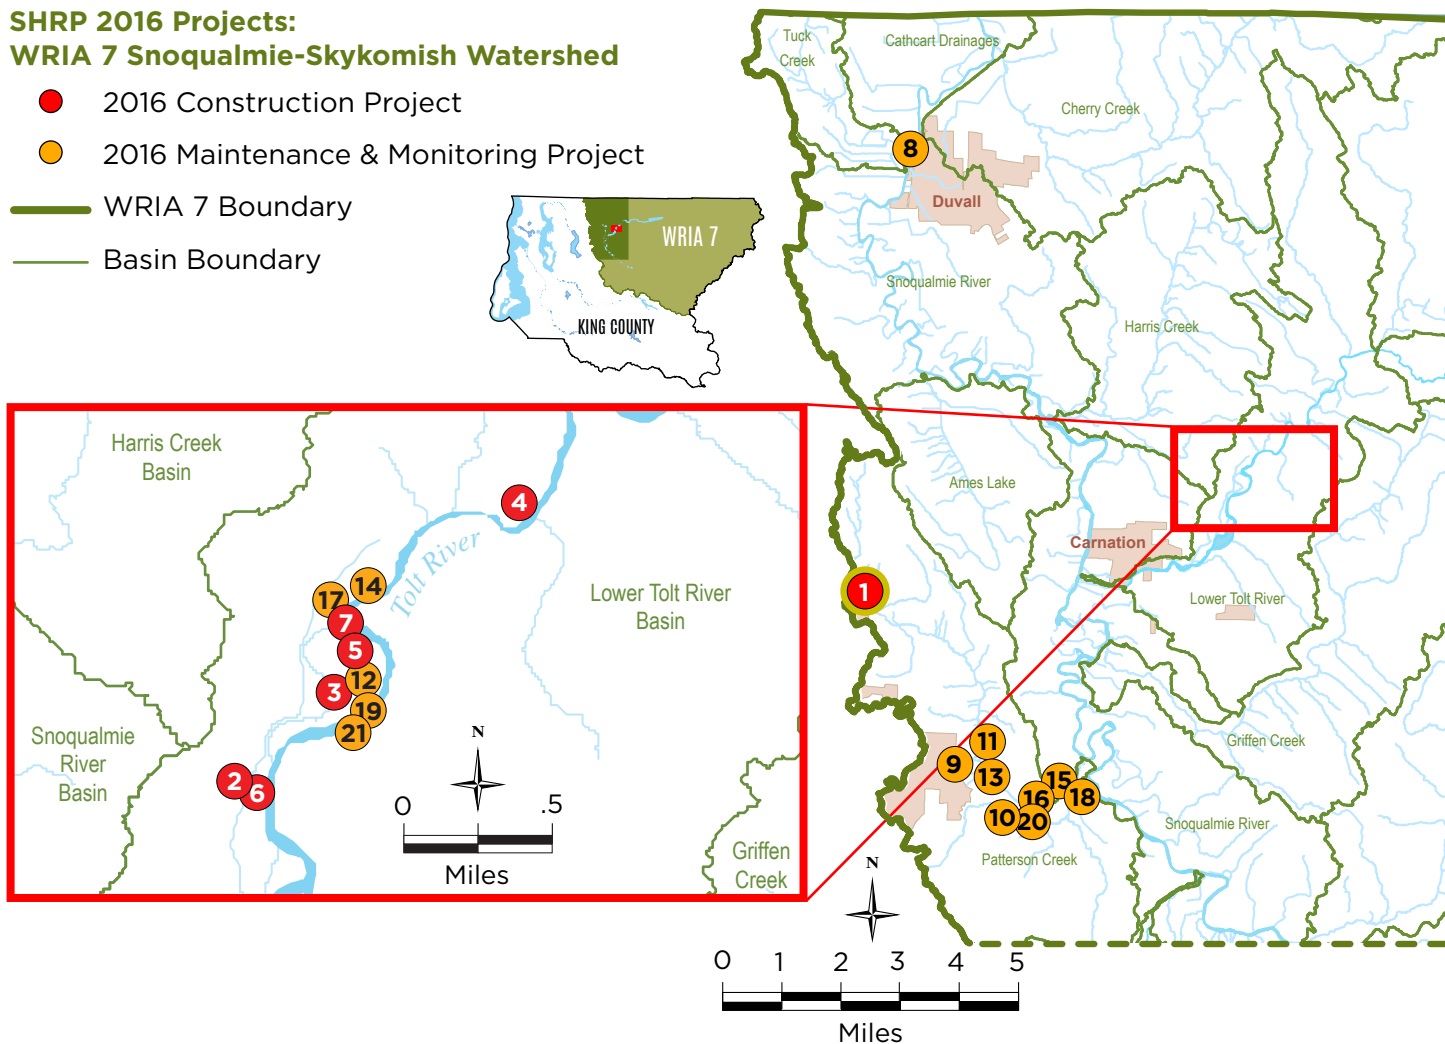 SHRP 2016 Projects:
WRIA 7 Snoqualmie-Skykomish Watershed
2016 Construction Project
2016 Maintenance & Monitoring Project
WRIA 7 Boundary
Basin Boundary
WRIA 7
KING COUNTY
Tuck
Creek
Cathcart Drainages
Cherry Creek
8
Duvall
Snoqualmie River
Harris Creek
Ames Lake
Carnation
1
Lower Tolt River
Griffen Creek
11
9
13
15
16
18
10
20
Snoqualmie River
Patterson Creek
N
0 1 2 3 4 5
Miles
Harris Creek
Basin
4
Tolt River
14
17
7
5
12
3
19
21
2
6
Lower Tolt River
Basin
Snoqualmie
River
Basin
N
0 .5
Miles
Griffen
Creek